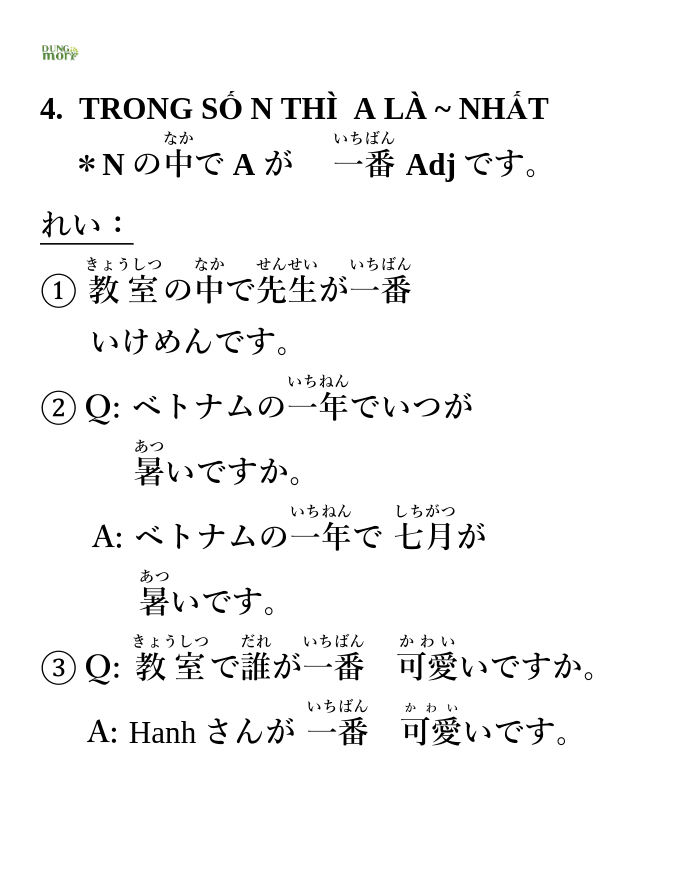 DUNG
mori
4. TRONG SỐ N THÌ A LÀ ~ NHẤT
なか いちばん
＊N の中で A が 一番 Adj です。
れい：
きょうしつ なか せんせい いちばん
① 教室の中で先生が一番
いけめんです。
いちねん
② Q: ベトナムの一年でいつが
あつ
暑いですか。
いちねん しちがつ
A: ベトナムの一年で 七月が
あつ
暑いです。
きょうしつ だれ いちばん かわい
③ Q: 教室で誰が一番 可愛いですか。
いちばん かわい
A: Hanh さんが 一番 可愛いです。